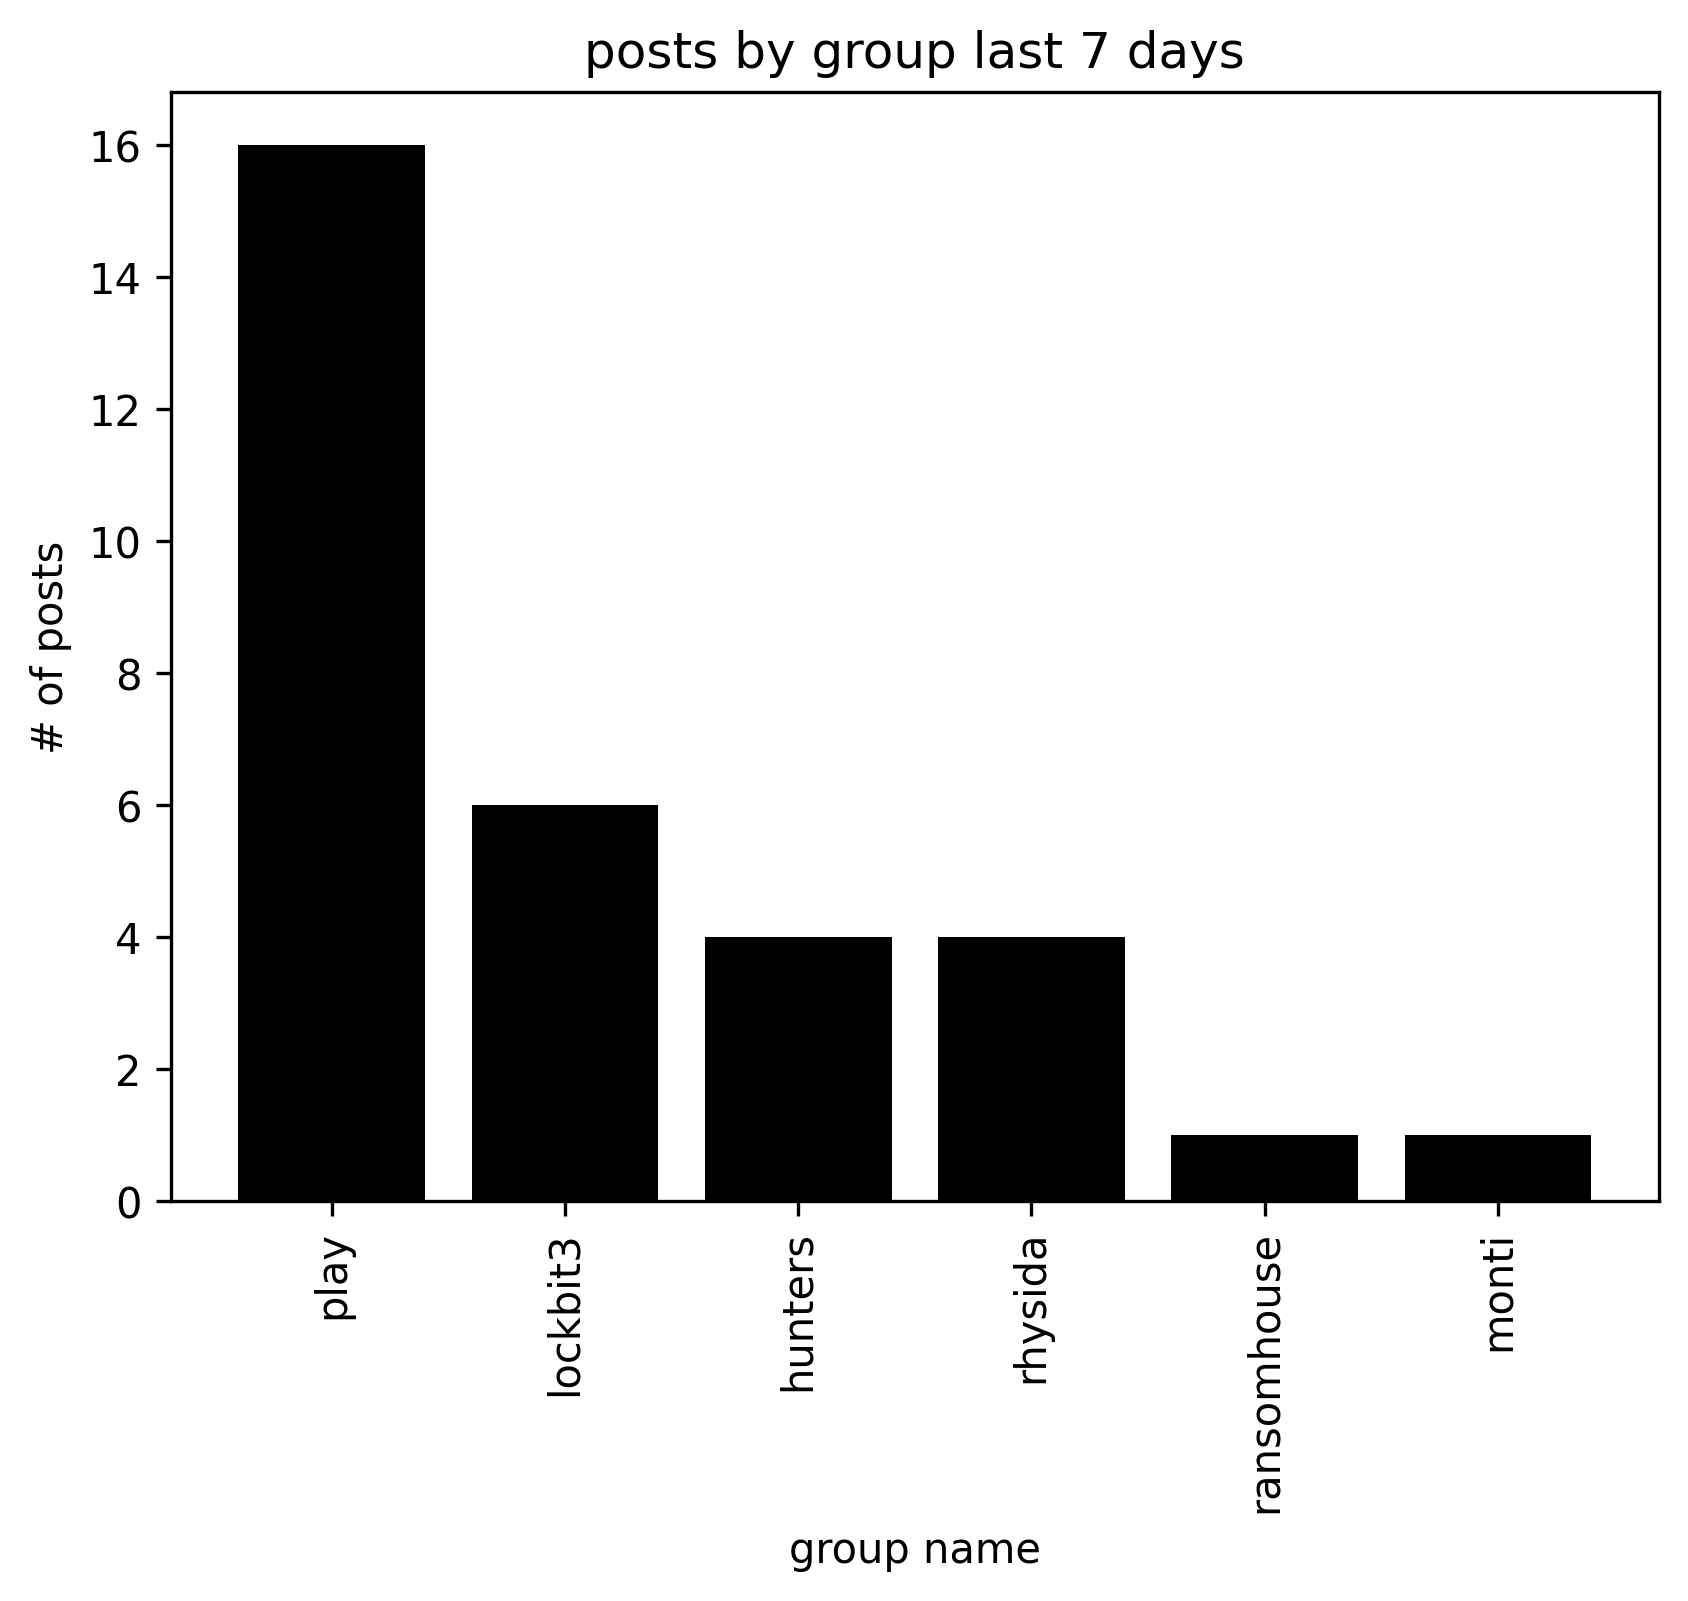 posts by group last 7 days
16
14
12
10
8
6
4
2
0
# of posts
play
lockbit3
hunters
rhysida
ransomhouse
monti
group name